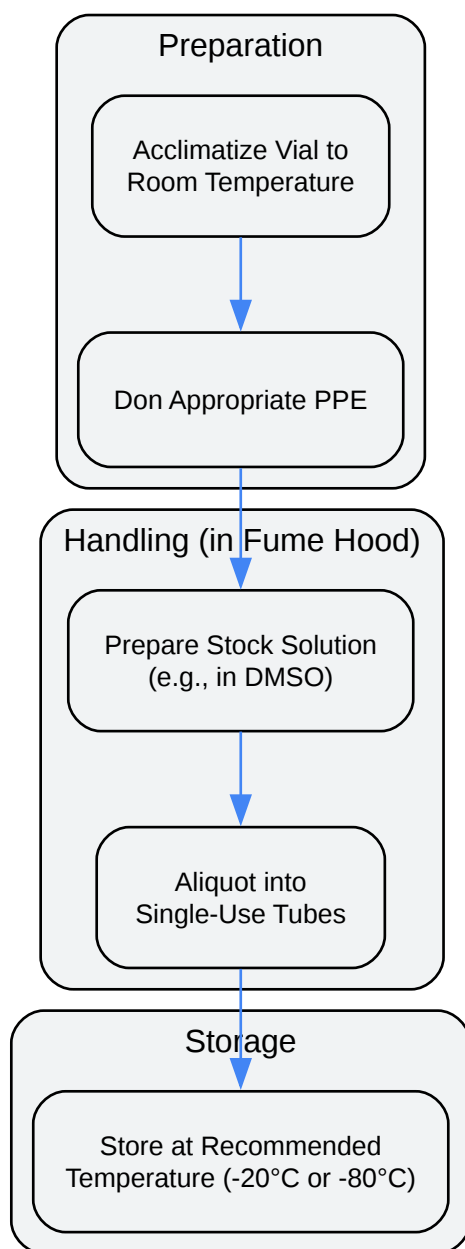 Preparation
Acclimatize Vial to
Room Temperature
Don Appropriate PPE
Handling (in Fume Hood)
Prepare Stock Solution
(e.g., in DMSO)
Aliquot into
Single-Use Tubes
Storage
Store at Recommended
Temperature (-20°C or -80°C)